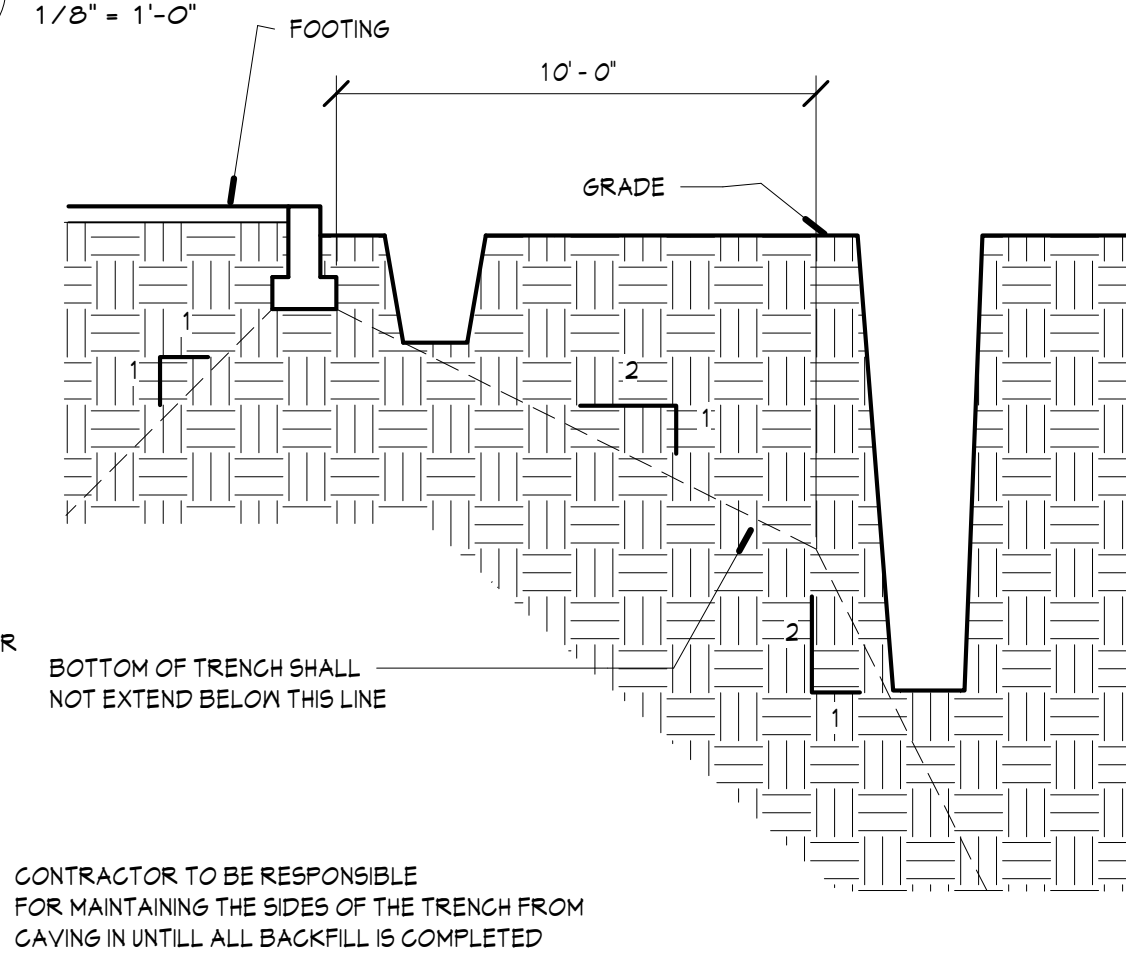 1/8" = 1'-0"
FOOTING
10' - 0"
GRADE
1
1
2
1
2
1
R
BOTTOM OF TRENCH SHALL
NOT EXTEND BELOW THIS LINE
CONTRACTOR TO BE RESPONSIBLE
FOR MAINTAINING THE SIDES OF THE TRENCH FROM
CAVING IN UNTILL ALL BACKFILL IS COMPLETED